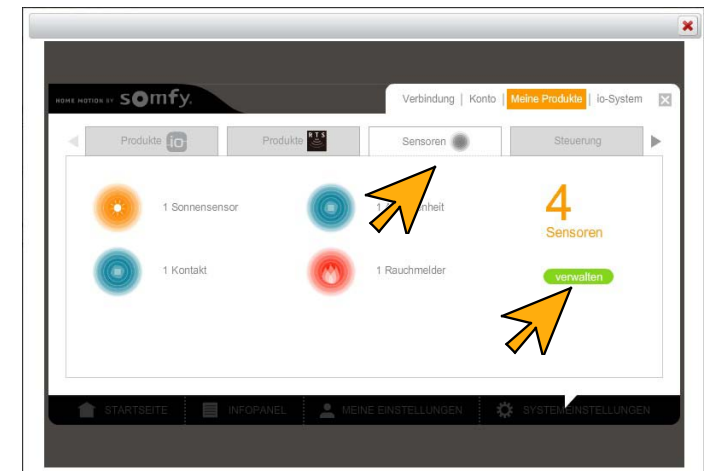 HOME MOTION BY somfy.
Verbindung | Konto | Meine Produkte | io-System
Produkte io
Produkte RTS
Sensoren
Steuerung
1 Sonnensensor
1
4
Sensoren
1 Kontakt
1 Rauchmelder
verwalten
STARTSEITE
INFOPANEL
MEINE EINSTELLUNGEN
SYSTEMEINSTELLUNGEN